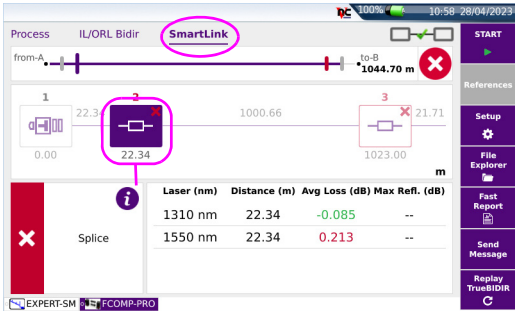 100% 10:58 28/04/2023
Process IL/ORL Bidir SmartLink
START
from-A to-B
1044.70 m
References
1 2 3
22.34 1000.66 21.71
0.00 22.34 1023.00
m
Setup
File Explorer
Laser (nm) Distance (m) Avg Loss (dB) Max Refl. (dB)
1310 nm 22.34 -0.085 --
1550 nm 22.34 0.213 --
Splice
i
Fast Report
Send Message
Replay TrueBIDIR
EXPERT-SM FCOMP-PRO